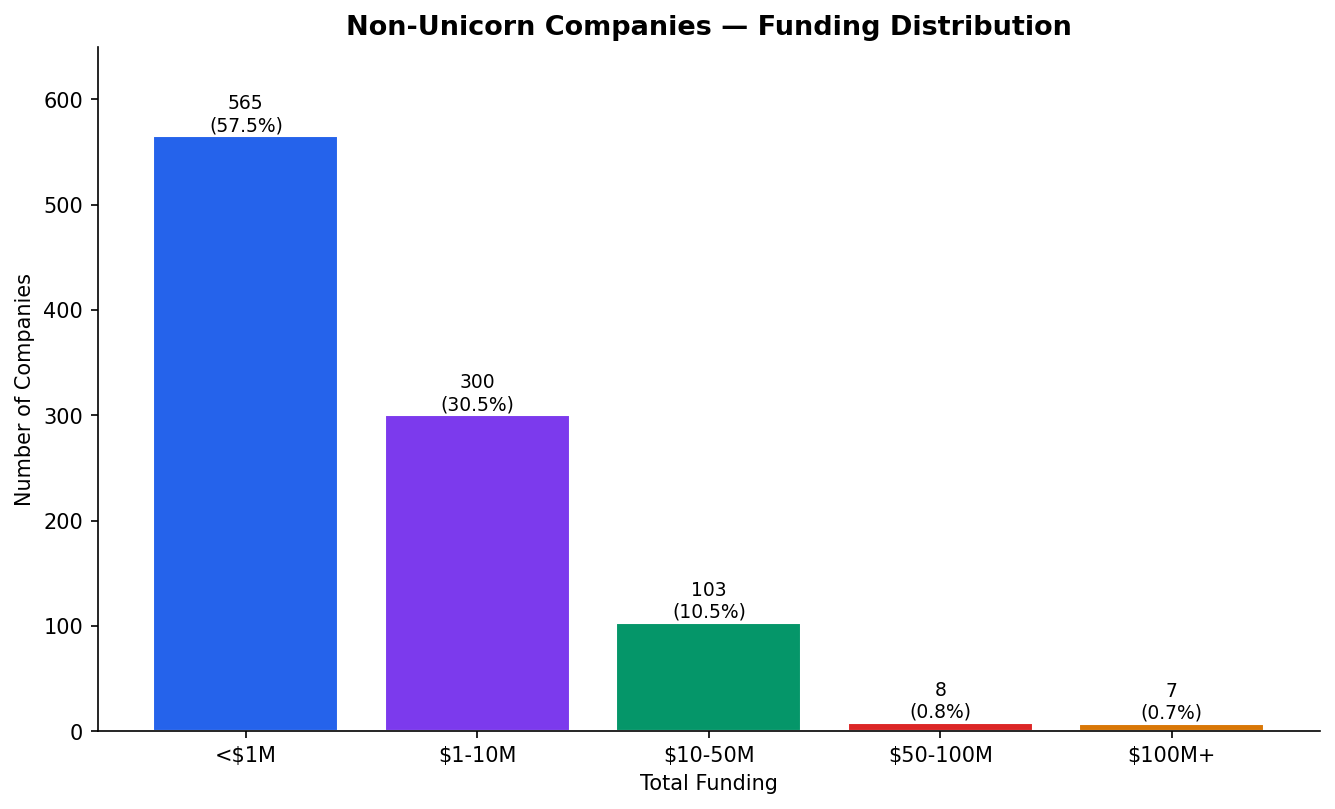 Non-Unicorn Companies — Funding Distribution
Number of Companies
600
500
400
300
200
100
0
565
(57.5%)
300
(30.5%)
103
(10.5%)
8
(0.8%)
7
(0.7%)
<$1M
$1-10M
$10-50M
$50-100M
$100M+
Total Funding